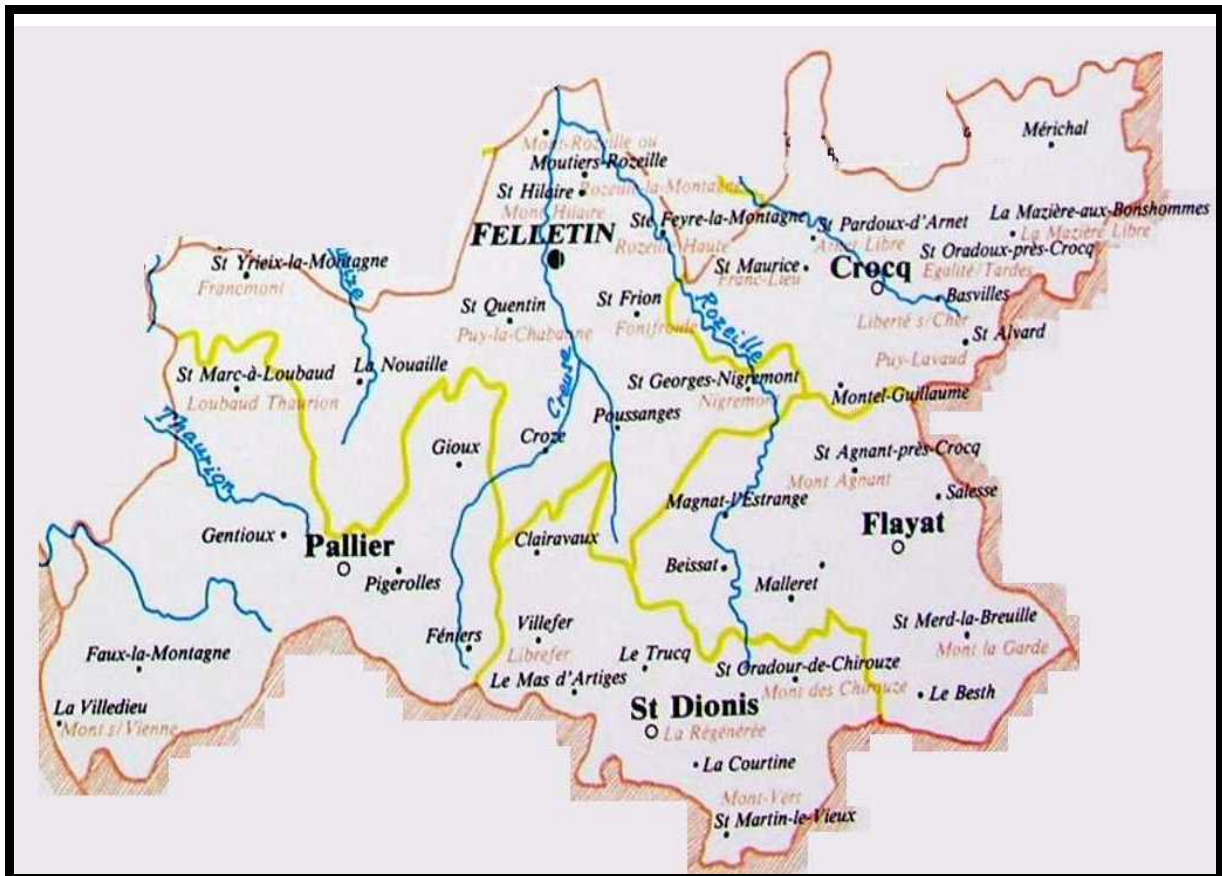 Mérichal
Mont-Rozeille ou
Moutiers-Rozeille
St Hilaire
Rozeuil-la-Montagne
Mont Hilaire
Ste Feyre-la-Montagne
Rozeille-Haute
St Pardoux-d'Arnet
Arnet Libre
La Mazière-aux-Bonshommes
La Mazière Libre
FELLETIN
St Oradoux-près-Crocq
Egalité/Tardes
St Yrieix-la-Montagne
Francmont
St Maurice
Franc-Lieu
Crocq
Basvilles
Liberté s/Cher
St Quentin
Puy-la-Chabanne
St Frion
Rozeille
St Alvard
Puy-Lavaud
St Marc-à-Loubaud
Loubaud Thaurion
La Nouaille
Creuse
St Georges-Nigremont
Nigremont
Montel-Guillaume
Thaurion
Poussanges
Croze
Gioux
St Agnant-près-Crocq
Mont Agnant
Salesse
Magnat-l'Estrange
Flayat
Gentioux
Pallier
Clairavaux
Pigerolles
Beissat
Malleret
Faux-la-Montagne
Féniers
Villefer
Librefer
Le Trucq
St Merd-la-Breuille
Mont la Garde
Le Mas d'Artiges
St Oradour-de-Chirouze
Mont des Chirouze
Le Besth
La Villedieu
Mont s/Vienne
St Dionis
La Régénérée
La Courtine
Mont-Vers
St Martin-le-Vieux